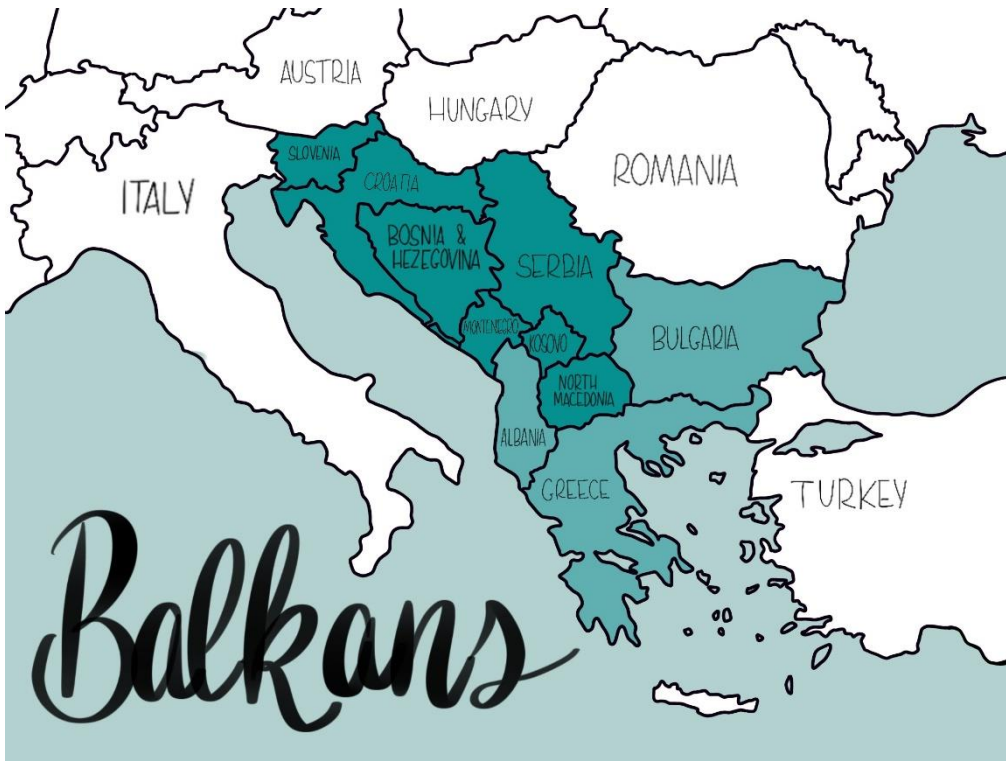 AUSTRIA
HUNGARY
SLOVENIA
ROMANIA
CROATIA
ITALY
BOSNIA &
HEZEGOVINA
SERBIA
MONTENEGRO
KOSOVO
BULGARIA
NORTH
MACEDONIA
ALBANIA
GREECE
TURKEY
Balkans